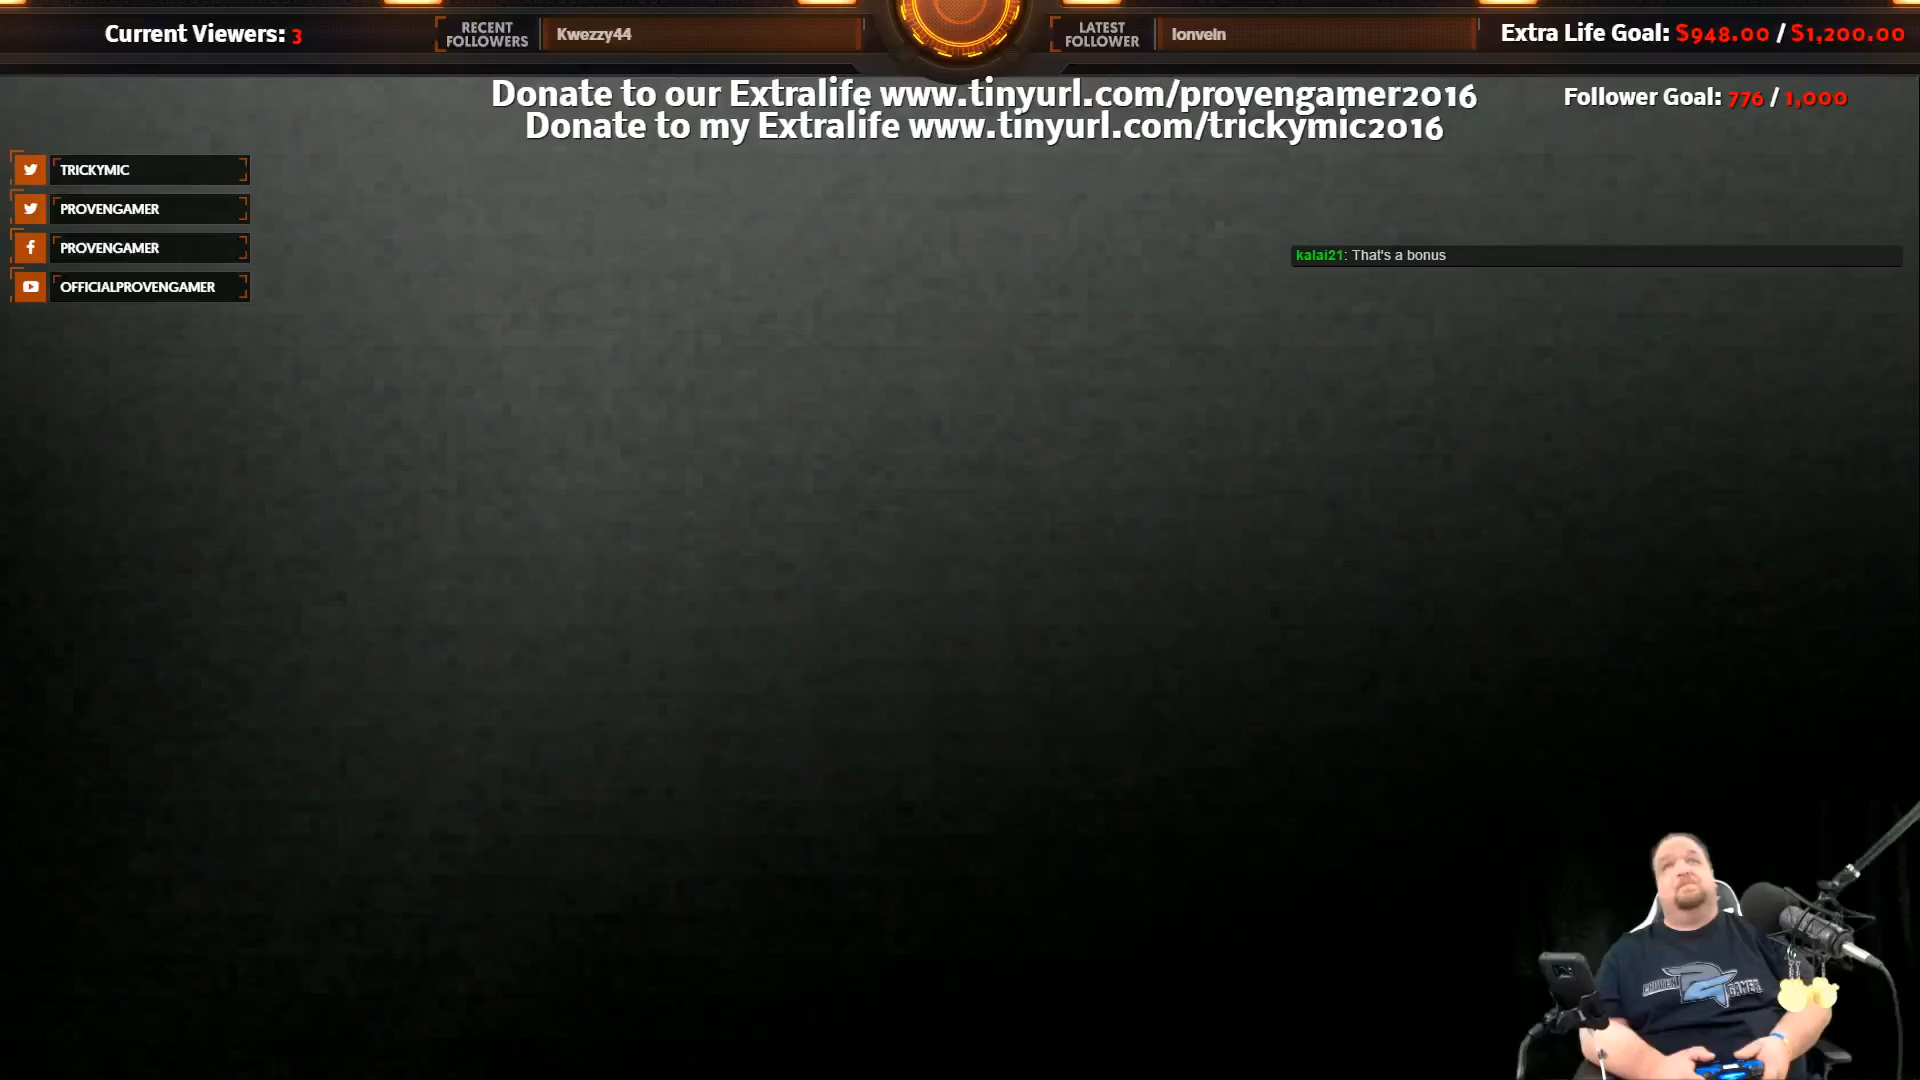 Current Viewers: 3
RECENT FOLLOWERS
Kwezzy44
LATEST FOLLOWER
Ionvein
Extra Life Goal: $948.00 / $1,200.00
Donate to our Extralife www.tinyurl.com/provengamer2016
Donate to my Extralife www.tinyurl.com/trickymic2016
Follower Goal: 776 / 1,000
TRICKYMIC
PROVENGAMER
PROVENGAMER
OFFICIALPROVENGAMER
kalai21: That's a bonus
GAMER